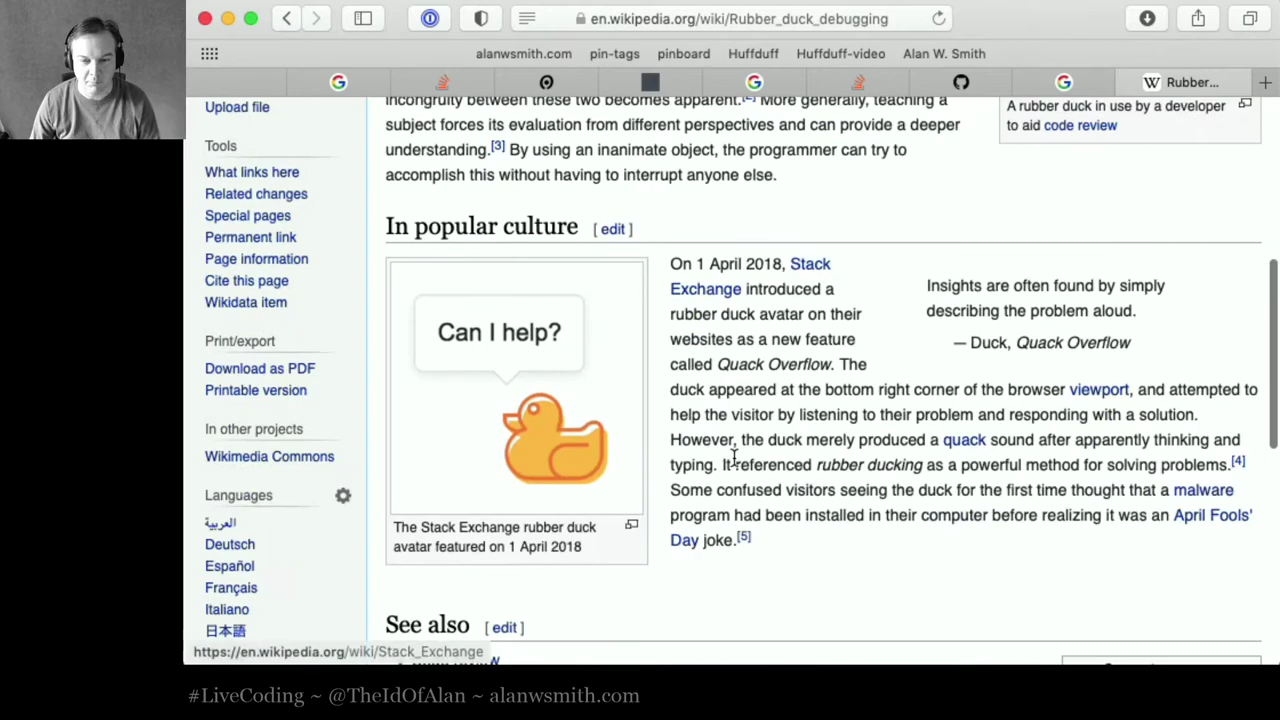 en.wikipedia.org/wiki/Rubber_duck_debugging
alanwsmith.com pin-tags pinboard Huffduff Huffduff-video Alan W. Smith
W Rubber...
Upload file
Tools
What links here
Related changes
Special pages
Permanent link
Page information
Cite this page
Wikidata item
Print/export
Download as PDF
Printable version
In other projects
Wikimedia Commons
Languages
العربية
Deutsch
Español
Français
Italiano
日本語
https://en.wikipedia.org/wiki/Stack_Exchange
incongruity between these two becomes apparent.[2] More generally, teaching a
subject forces its evaluation from different perspectives and can provide a deeper
understanding.[3] By using an inanimate object, the programmer can try to
accomplish this without having to interrupt anyone else.
A rubber duck in use by a developer
to aid code review
In popular culture [ edit ]
Can I help?
The Stack Exchange rubber duck
avatar featured on 1 April 2018
On 1 April 2018, Stack
Exchange introduced a
rubber duck avatar on their
websites as a new feature
called Quack Overflow. The
duck appeared at the bottom right corner of the browser viewport, and attempted to
help the visitor by listening to their problem and responding with a solution.
However, the duck merely produced a quack sound after apparently thinking and
typing. It referenced rubber ducking as a powerful method for solving problems.[4]
Some confused visitors seeing the duck for the first time thought that a malware
program had been installed in their computer before realizing it was an April Fools'
Day joke.[5]
Insights are often found by simply
describing the problem aloud.
— Duck, Quack Overflow
See also [ edit ]
#LiveCoding ~ @TheIdOfAlan ~ alanwsmith.com